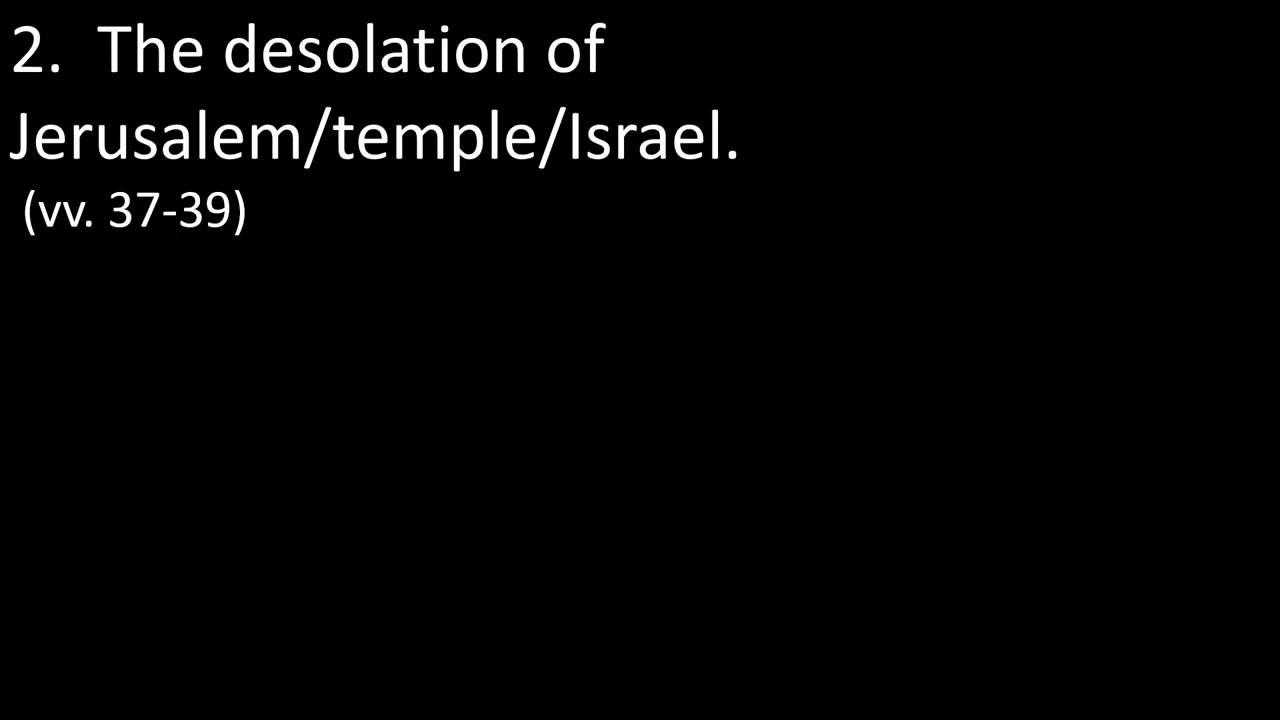 2.  The desolation of
Jerusalem/temple/Israel.
(vv. 37-39)